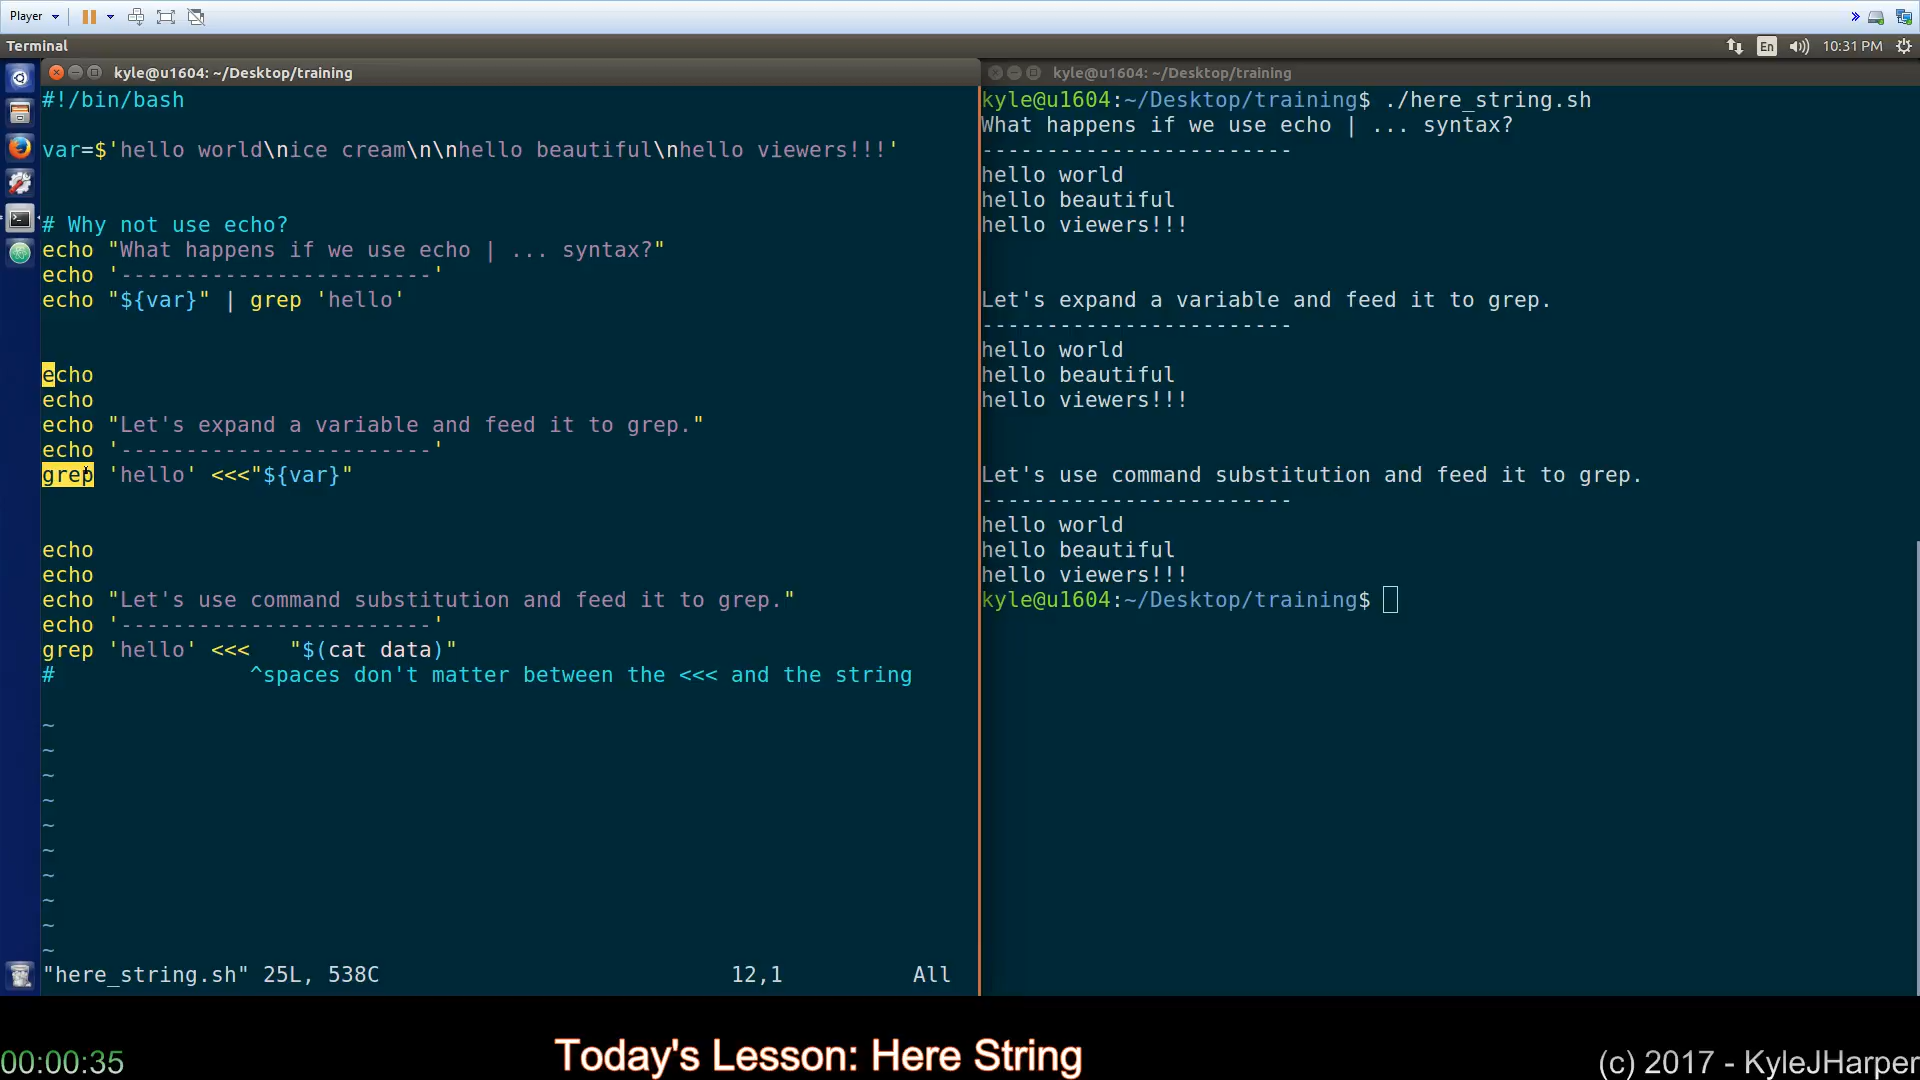 Player
Terminal
En
10:31 PM
kyle@u1604: ~/Desktop/training
#!/bin/bash
var=$'hello world\nice cream\n\nhello beautiful\nhello viewers!!!'
# Why not use echo?
echo "What happens if we use echo | ... syntax?"
echo '------------------------'
echo "${var}" | grep 'hello'
echo
echo
echo "Let's expand a variable and feed it to grep."
echo '------------------------'
grep 'hello' <<<"${var}"
echo
echo
echo "Let's use command substitution and feed it to grep."
echo '------------------------'
grep 'hello' <<<   "$(cat data)"
#               ^spaces don't matter between the <<< and the string
~
~
~
~
~
~
~
~
~
~
"here_string.sh" 25L, 538C
12,1
All
kyle@u1604: ~/Desktop/training
kyle@u1604:~/Desktop/training$ ./here_string.sh
What happens if we use echo | ... syntax?
------------------------
hello world
hello beautiful
hello viewers!!!
Let's expand a variable and feed it to grep.
------------------------
hello world
hello beautiful
hello viewers!!!
Let's use command substitution and feed it to grep.
------------------------
hello world
hello beautiful
hello viewers!!!
kyle@u1604:~/Desktop/training$
00:00:35
Today's Lesson: Here String
(c) 2017 - KyleJHarper